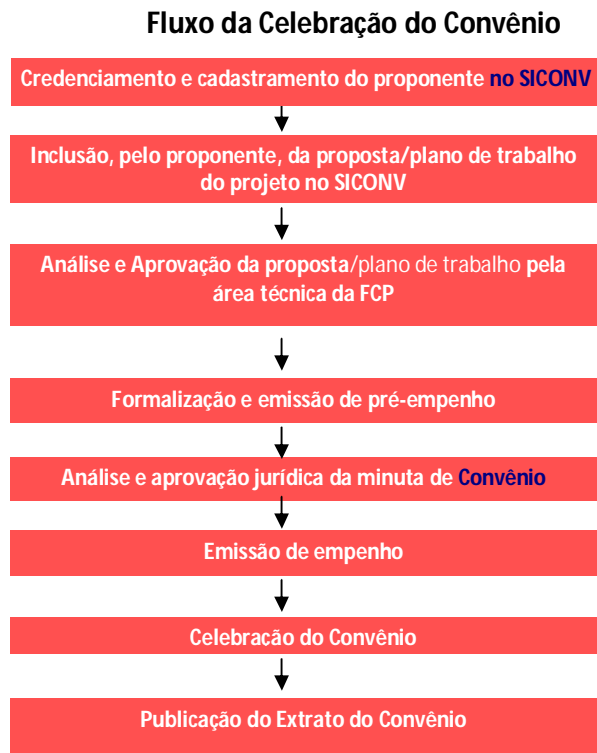 Fluxo da Celebração do Convênio
Credenciamento e cadastramento do proponente no SICONV
Inclusão, pelo proponente, da proposta/plano de trabalho
do projeto no SICONV
Análise e Aprovação da proposta/plano de trabalho pela
área técnica da FCP
Formalização e emissão de pré-empenho
Análise e aprovação jurídica da minuta de Convênio
Emissão de empenho
Celebração do Convênio
Publicação do Extrato do Convênio